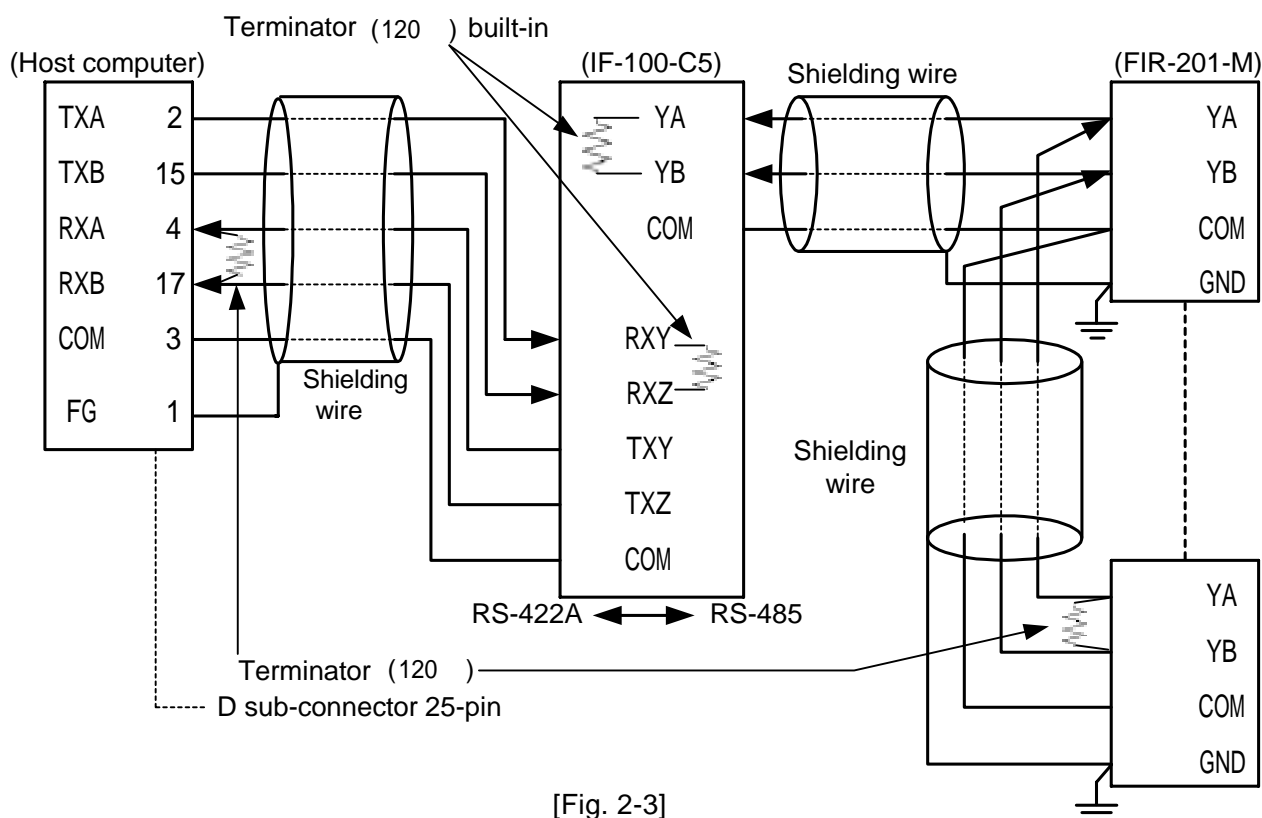 Terminator (120 ) built-in
(Host computer)
TXA 2
TXB 15
RXA 4
RXB 17
COM 3
FG 1
Shielding
wire
(IF-100-C5)
YA
YB
COM
RXY
RXZ
TXY
TXZ
COM
RS-422A RS-485
Shielding wire
(FIR-201-M)
YA
YB
COM
GND
Shielding
wire
YA
YB
COM
GND
Terminator (120 )
D sub-connector 25-pin
[Fig. 2-3]